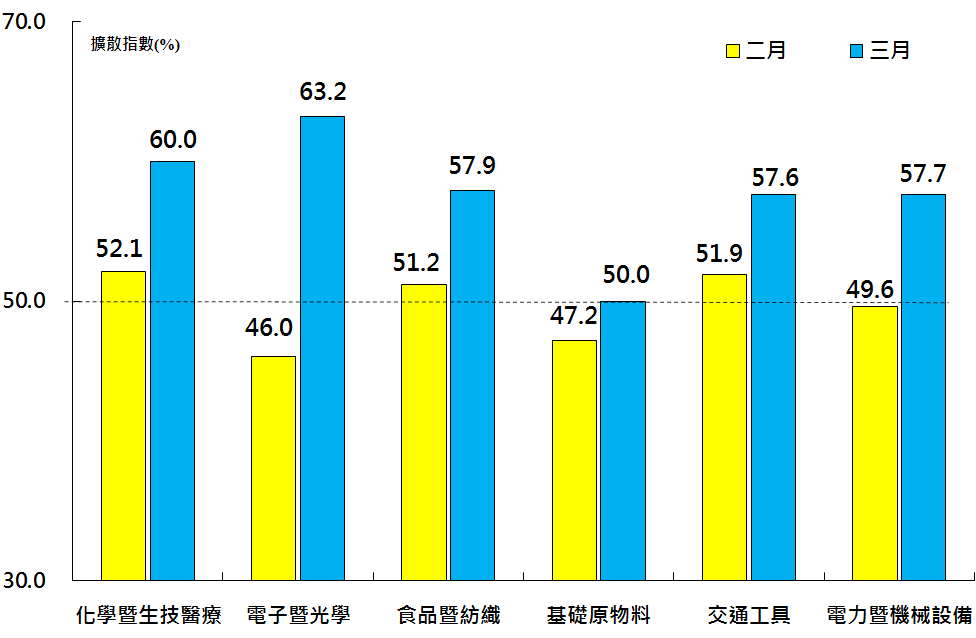 70.0
擴散指數(%)
二月
三月
63.2
60.0
57.9
57.6
57.7
52.1
51.2
51.9
50.0
50.0
49.6
46.0
47.2
30.0
化學暨生技醫療
電子暨光學
食品暨紡織
基礎原物料
交通工具
電力暨機械設備